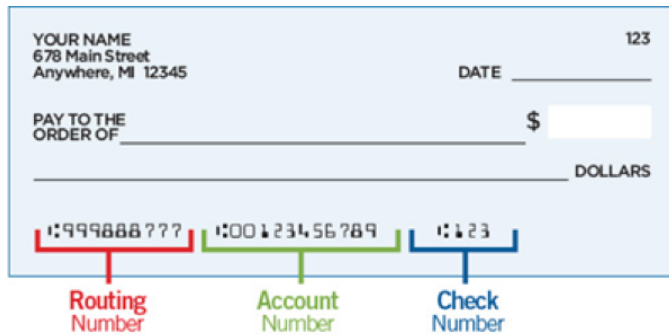 YOUR NAME 123
678 Main Street
Anywhere, MI 12345
DATE
PAY TO THE
ORDER OF $
DOLLARS
⑆999888777 ⑆00123456789 ⑆123
Routing Account Check
Number Number Number